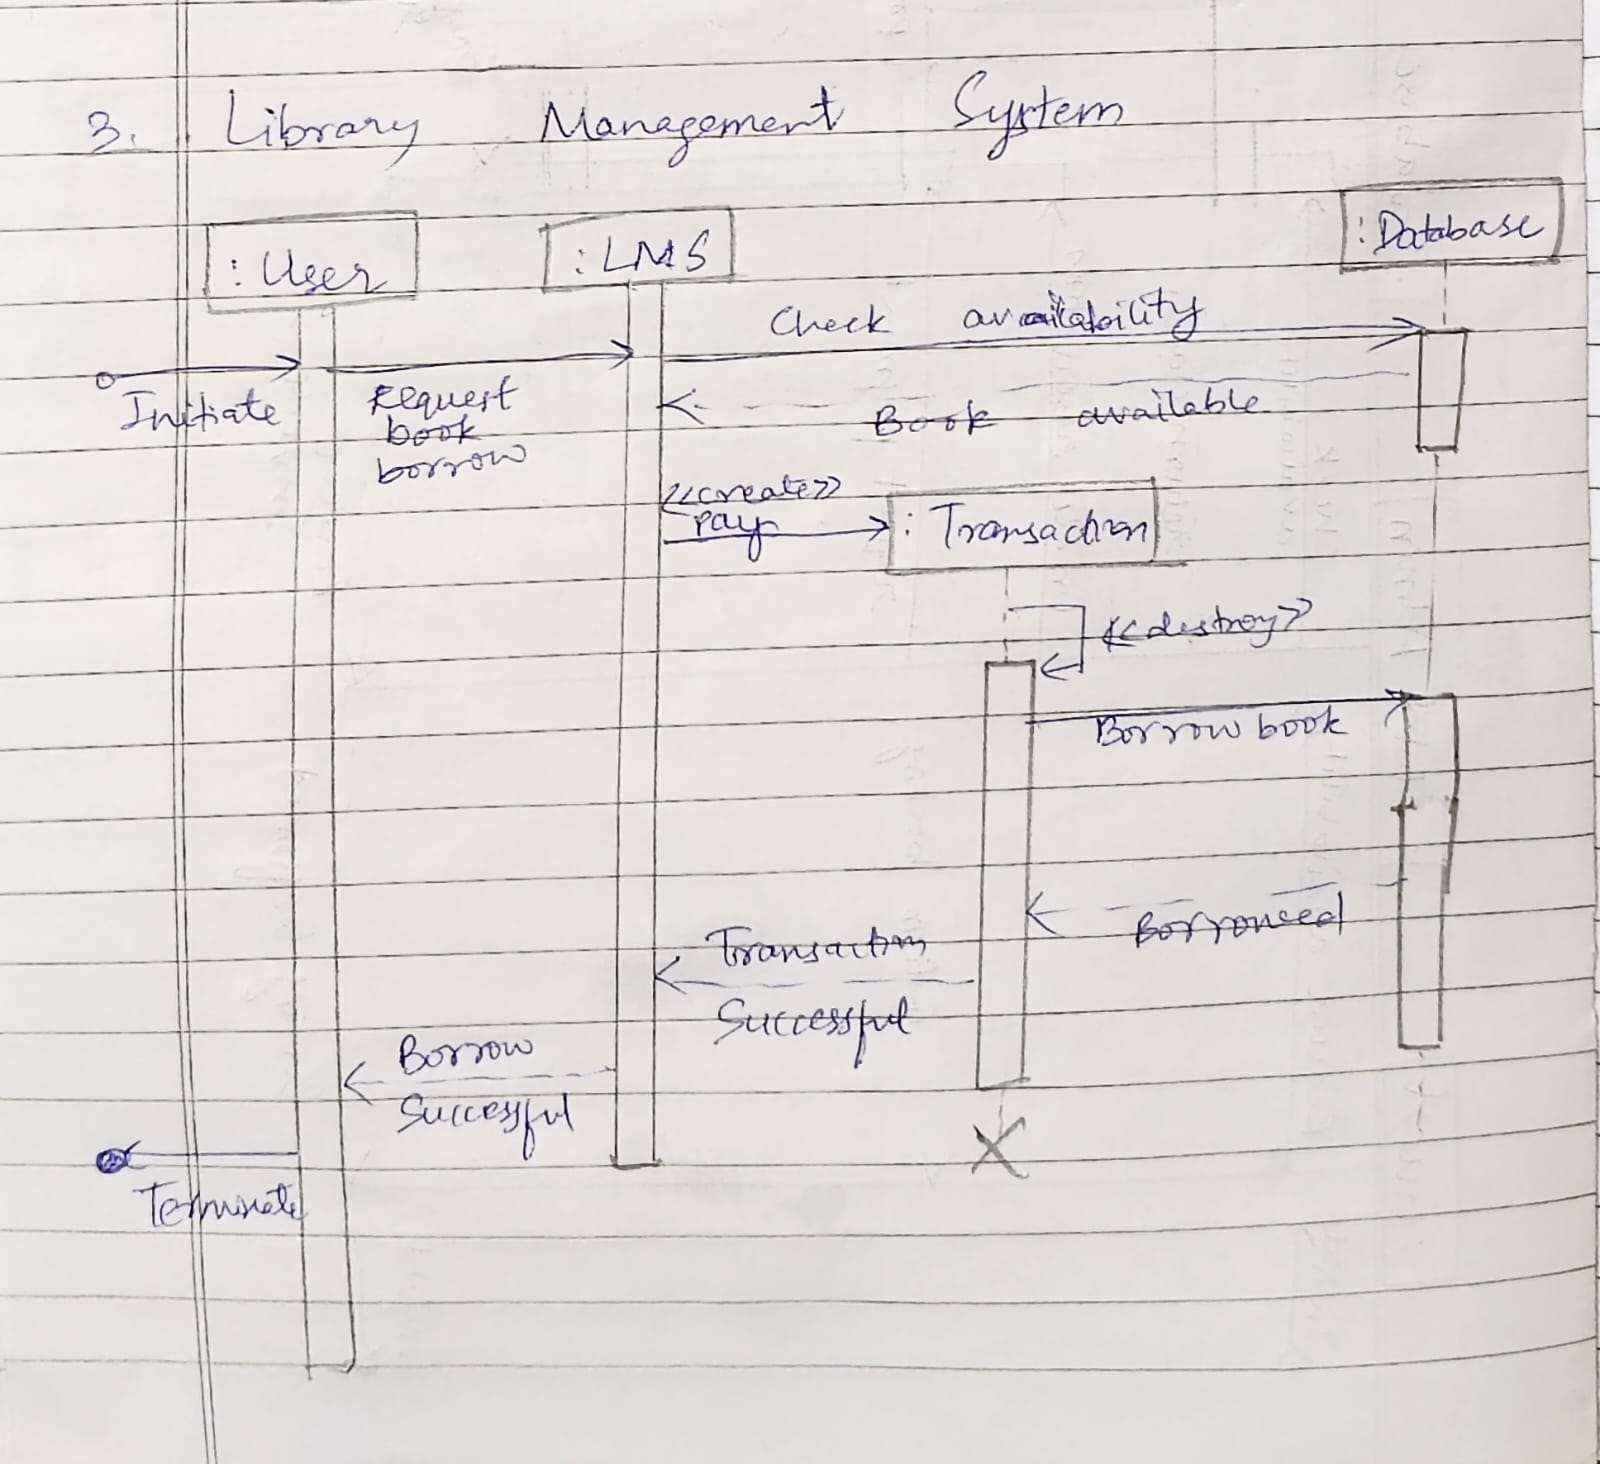 3. Library Management System
:User
:LMS
:Database
Check availability
Initiate
Request
book
borrow
Book available
<<create>>
pay
:Transaction
<<destroy>>
Borrow book
Borrowed
Transaction
Successful
Borrow
Successful
Terminate